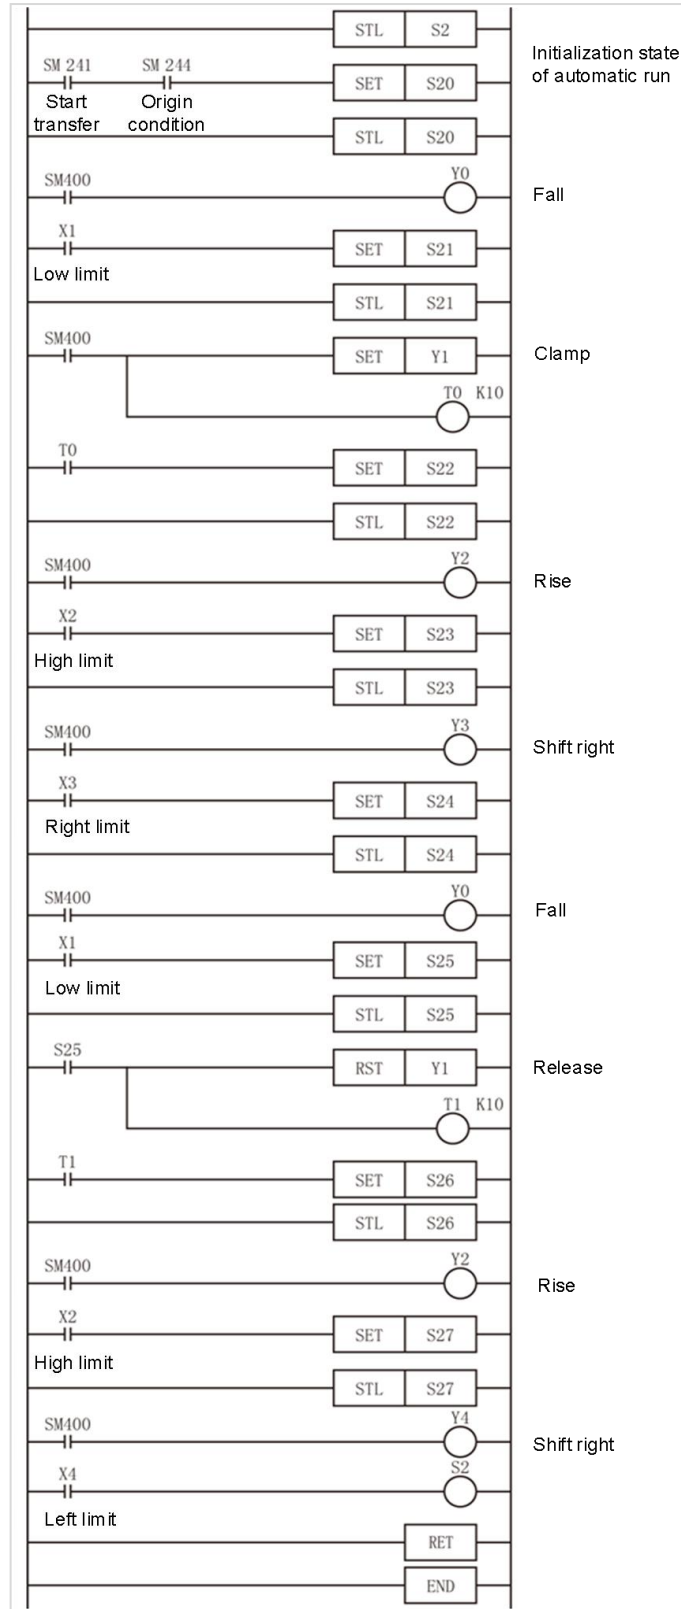 STL S2
Initialization state
of automatic run
SM 241 SM 244
SET S20
Start Origin
transfer condition
STL S20
SM400 Y0
Fall
X1
SET S21
Low limit
STL S21
SM400
SET Y1 Clamp
T0 K10
T0
SET S22
STL S22
SM400 Y2
Rise
X2
SET S23
High limit
STL S23
SM400 Y3
Shift right
X3
SET S24
Right limit
STL S24
SM400 Y0
Fall
X1
SET S25
Low limit
STL S25
S25
RST Y1 Release
T1 K10
T1
SET S26
STL S26
SM400 Y2
Rise
X2
SET S27
High limit
STL S27
SM400 Y4
Shift right
X4 S2
Left limit
RET
END